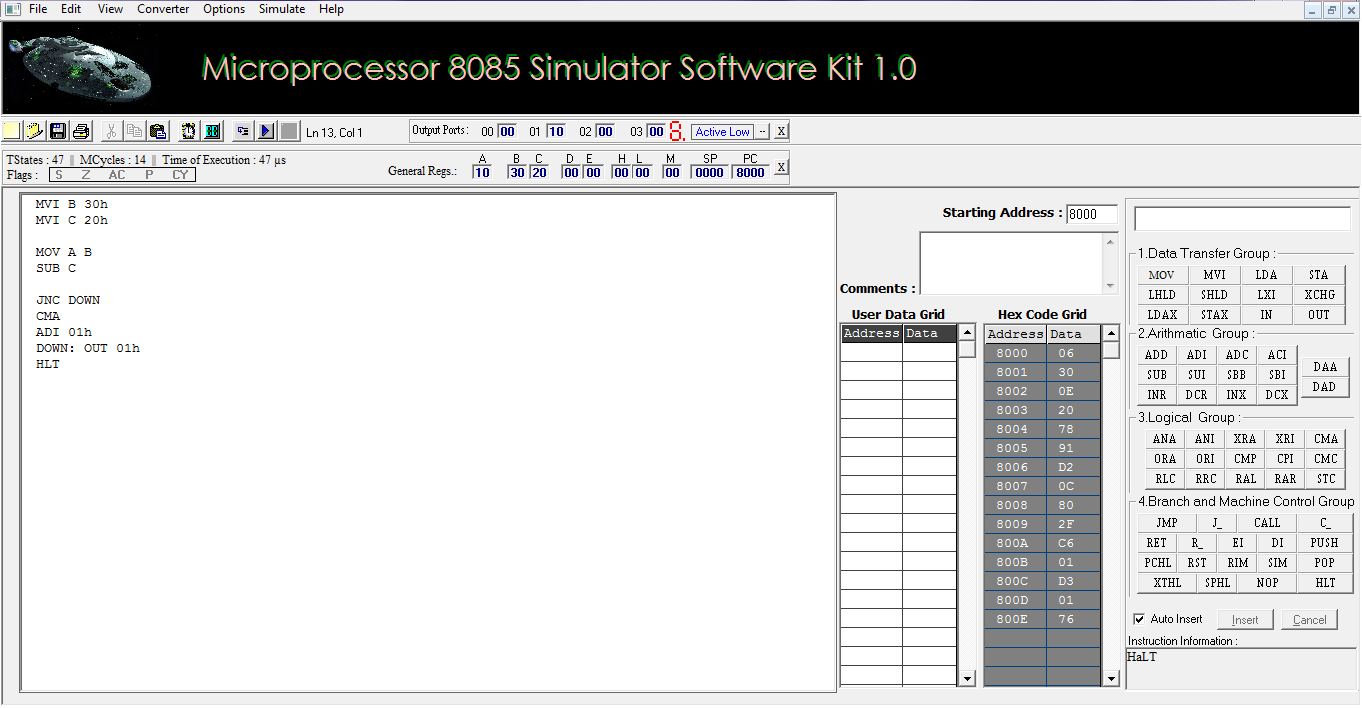 File Edit View Converter Options Simulate Help
Microprocessor 8085 Simulator Software Kit 1.0
Ln 13, Col 1
Output Ports : 00 00 01 10 02 00 03 00 Active Low -- X
TStates : 47 MCycles : 14 Time of Execution : 47 µs
Flags : S Z AC P CY
General Regs.: X
A B C D E H L M SP PC
10 30 20 00 00 00 00 00 0000 8000
MVI B 30h
MVI C 20h
MOV A B
SUB C
JNC DOWN
CMA
ADI 01h
DOWN: OUT 01h
HLT
Starting Address : 8000
Comments :
User Data Grid
Address Data
Hex Code Grid
Address Data
8000 06
8001 30
8002 0E
8003 20
8004 78
8005 91
8006 D2
8007 0C
8008 80
8009 2F
800A C6
800B 01
800C D3
800D 01
800E 76
1.Data Transfer Group :
MOV MVI LDA STA
LHLD SHLD LXI XCHG
LDAX STAX IN OUT
2.Arithmetic Group :
ADD ADI ADC ACI
SUB SUI SBB SBI
INR DCR INX DCX
DAA
DAD
3.Logical Group :
ANA ANI XRA XRI CMA
ORA ORI CMP CPI CMC
RLC RRC RAL RAR STC
4.Branch and Machine Control Group
JMP J_ CALL C_
RET R_ EI DI PUSH
PCHL RST RIM SIM POP
XTHL SPHL NOP HLT
Auto Insert Insert Cancel
Instruction Information :
HaLT